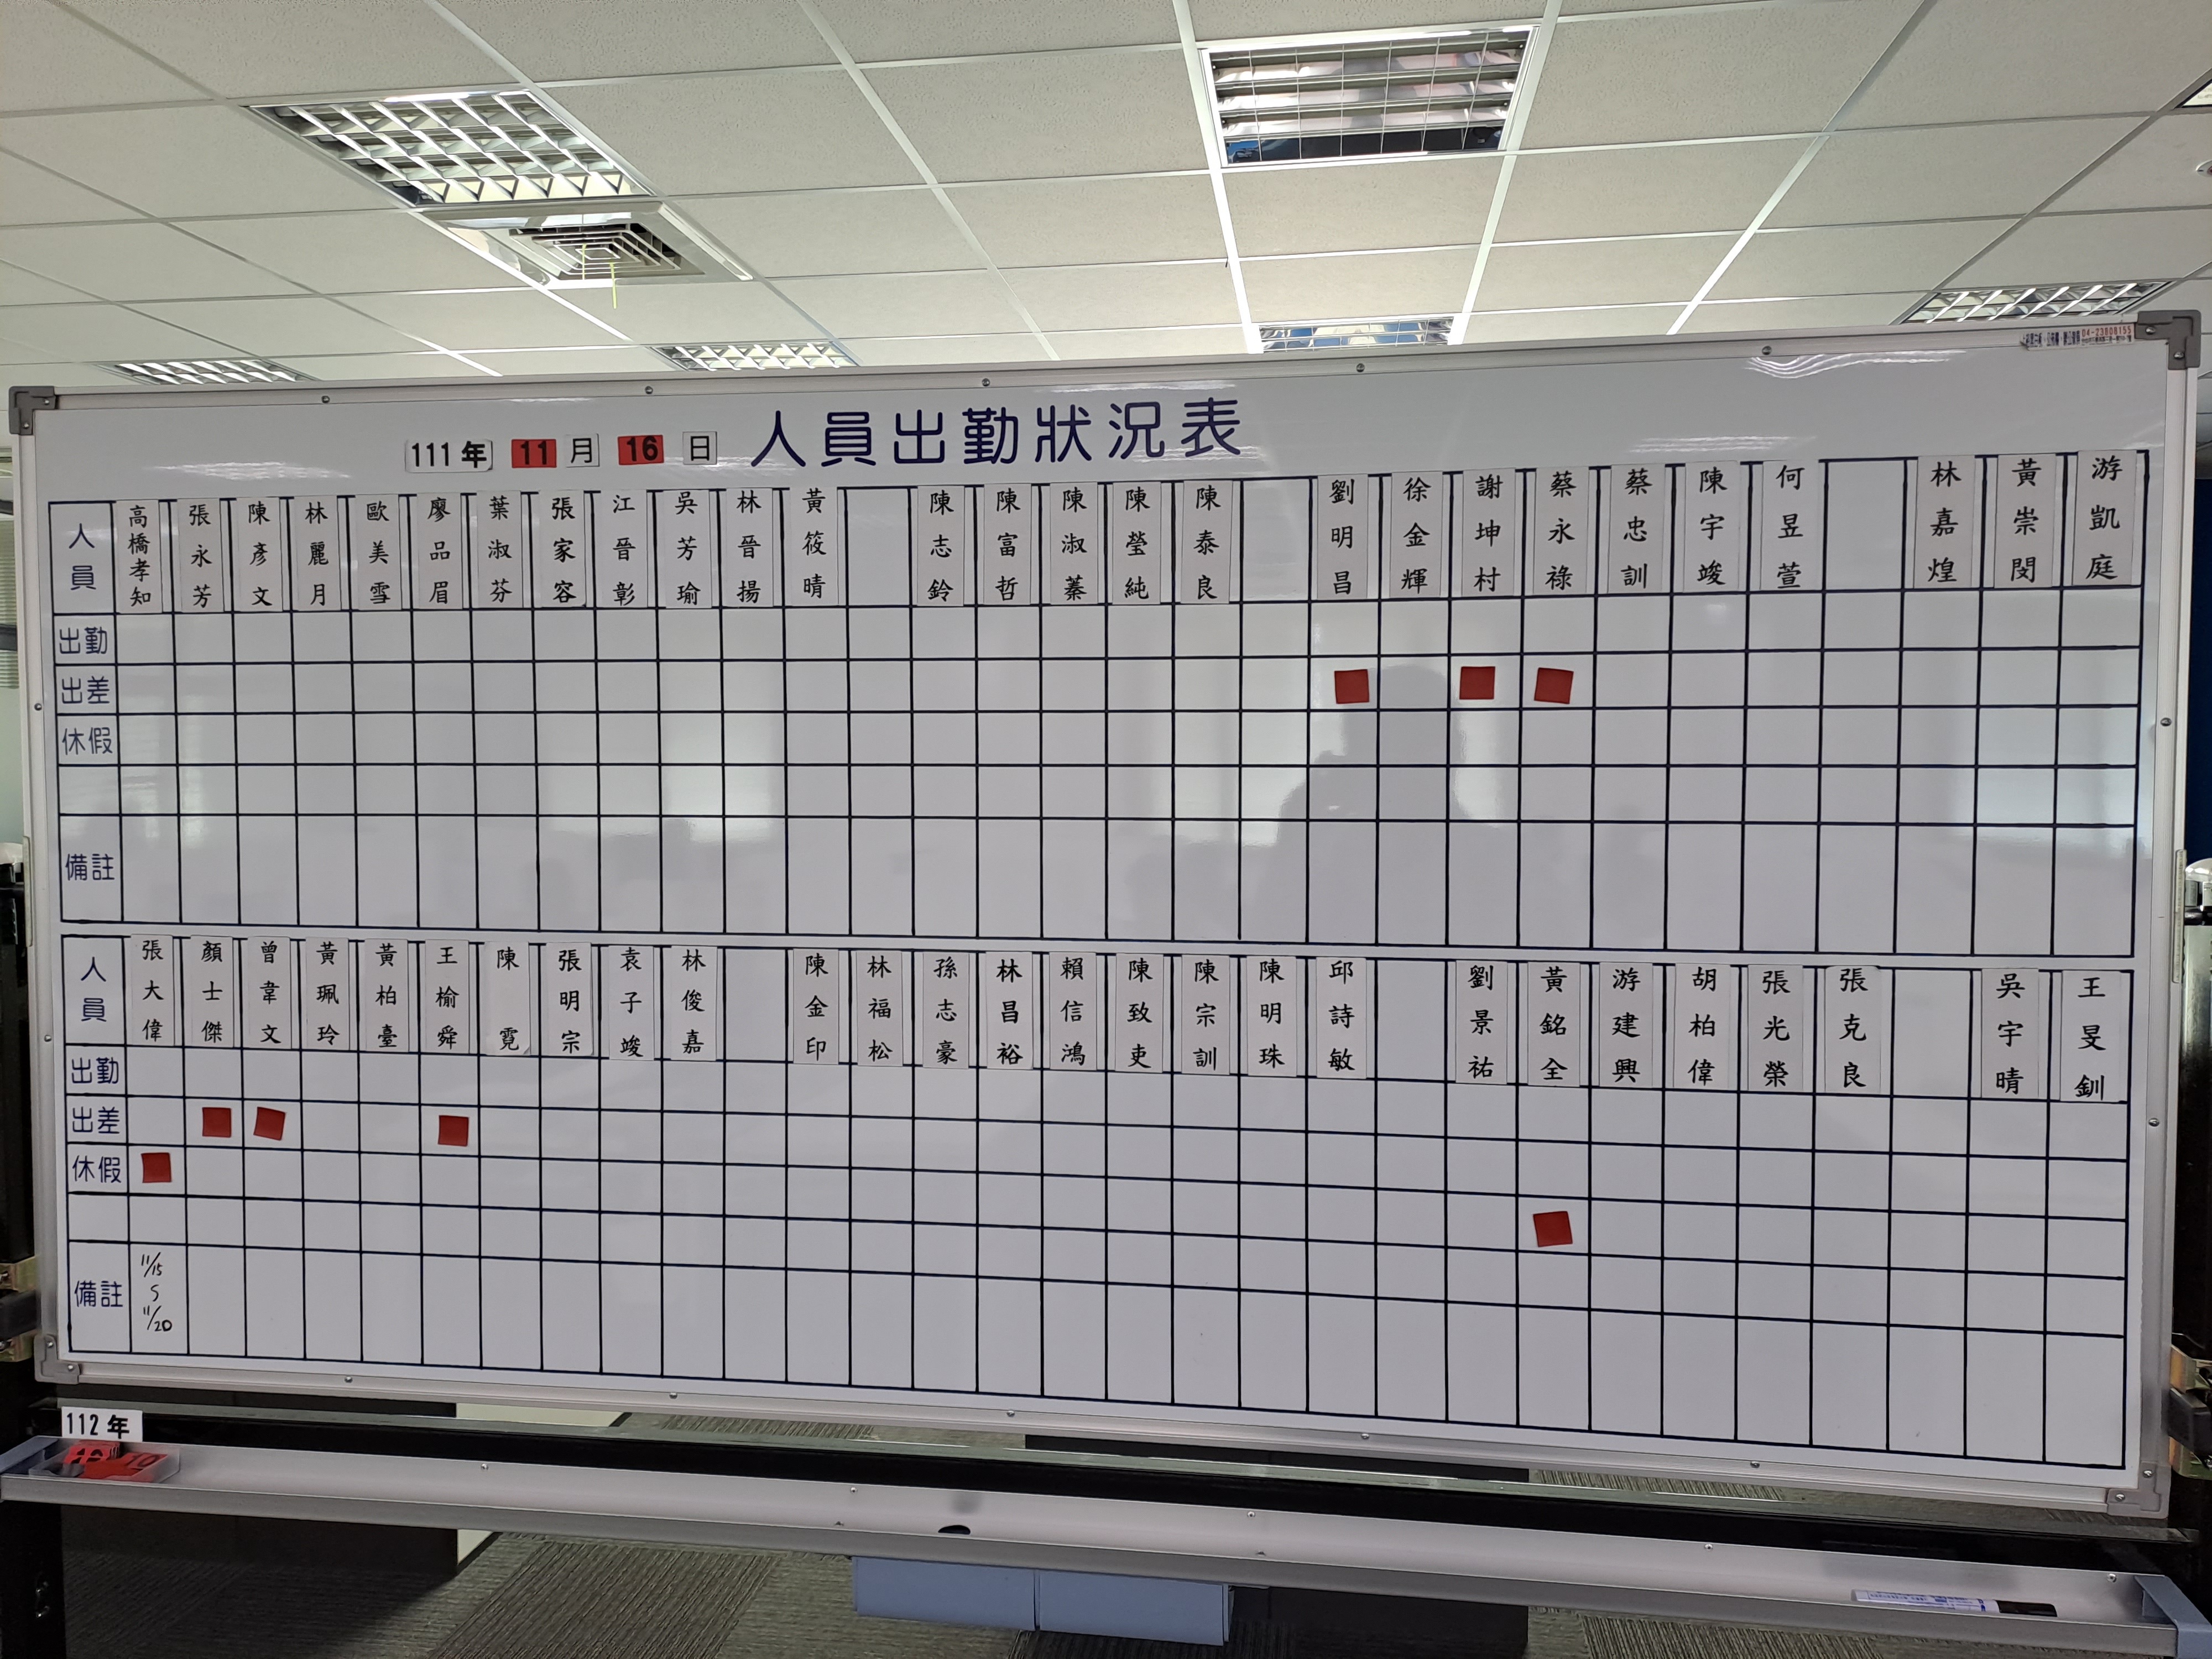 111 年 11 月 16 日 人員出勤狀況表
04-23808155
人員 高橋孝知 張永芳 陳彥文 林麗月 歐美雪 廖品眉 葉淑芬 張家容 江晉彰 吳芳瑜 林晉揚 黃筱晴 陳志鈴 陳富哲 陳淑蓁 陳瑩純 陳泰良 劉明昌 徐金輝 謝坤村 蔡永祿 蔡忠訓 陳宇竣 何昱萱 林嘉煌 黃崇閔 游凱庭
出勤
出差
休假
備註
人員 張大偉 顏士傑 曾韋文 黃珮玲 黃柏臺 王榆舜 陳霓 張明宗 袁子竣 林俊嘉 陳金印 林福松 孫志豪 林昌裕 賴信鴻 陳致吏 陳宗訓 陳明珠 邱詩敏 劉景祐 黃銘全 游建興 胡柏偉 張光榮 張克良 吳宇晴 王旻釧
出勤
出差
休假
備註
11/15
S
11/20
112 年
10